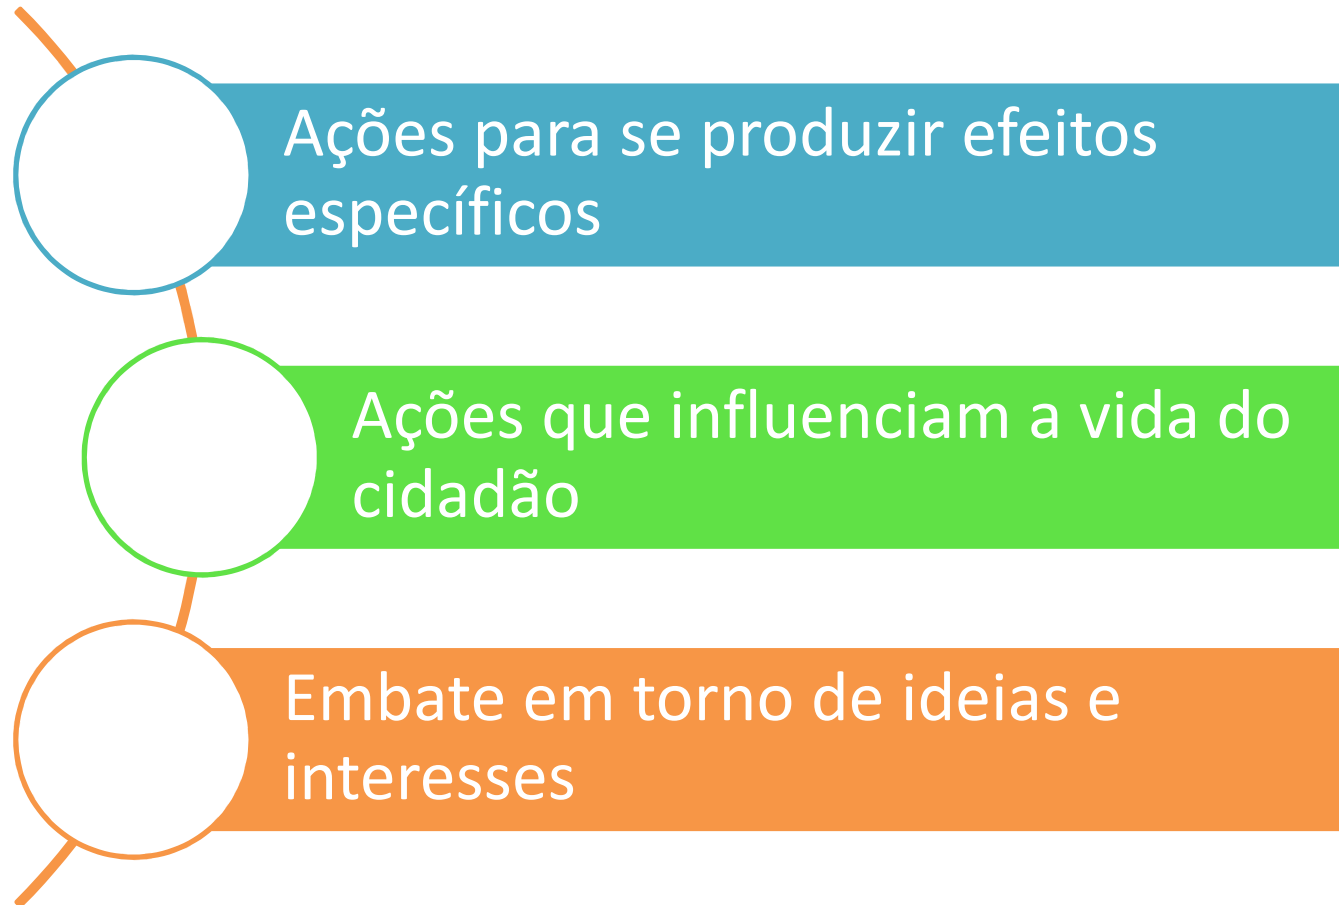 Ações para se produzir efeitos
específicos
Ações que influenciam a vida do
cidadão
Embate em torno de ideias e
interesses